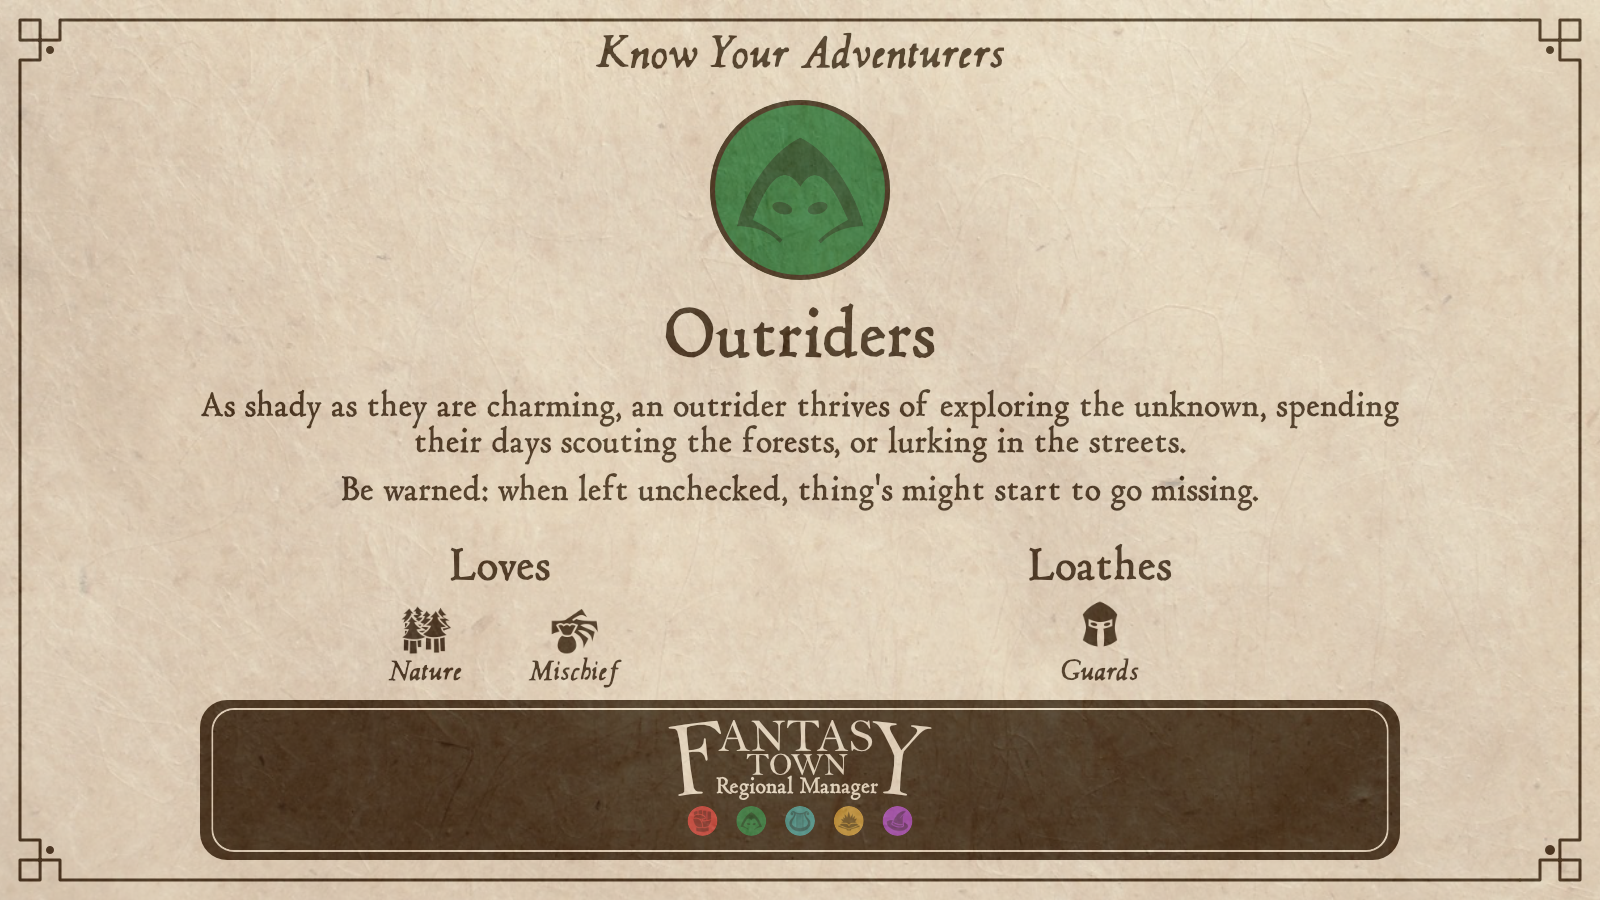 Know Your Adventurers
Outriders
As shady as they are charming, an outrider thrives of exploring the unknown, spending
their days scouting the forests, or lurking in the streets.
Be warned: when left unchecked, thing's might start to go missing.
Loves
Loathes
Nature
Mischief
Guards
FANTASY
TOWN
Regional Manager